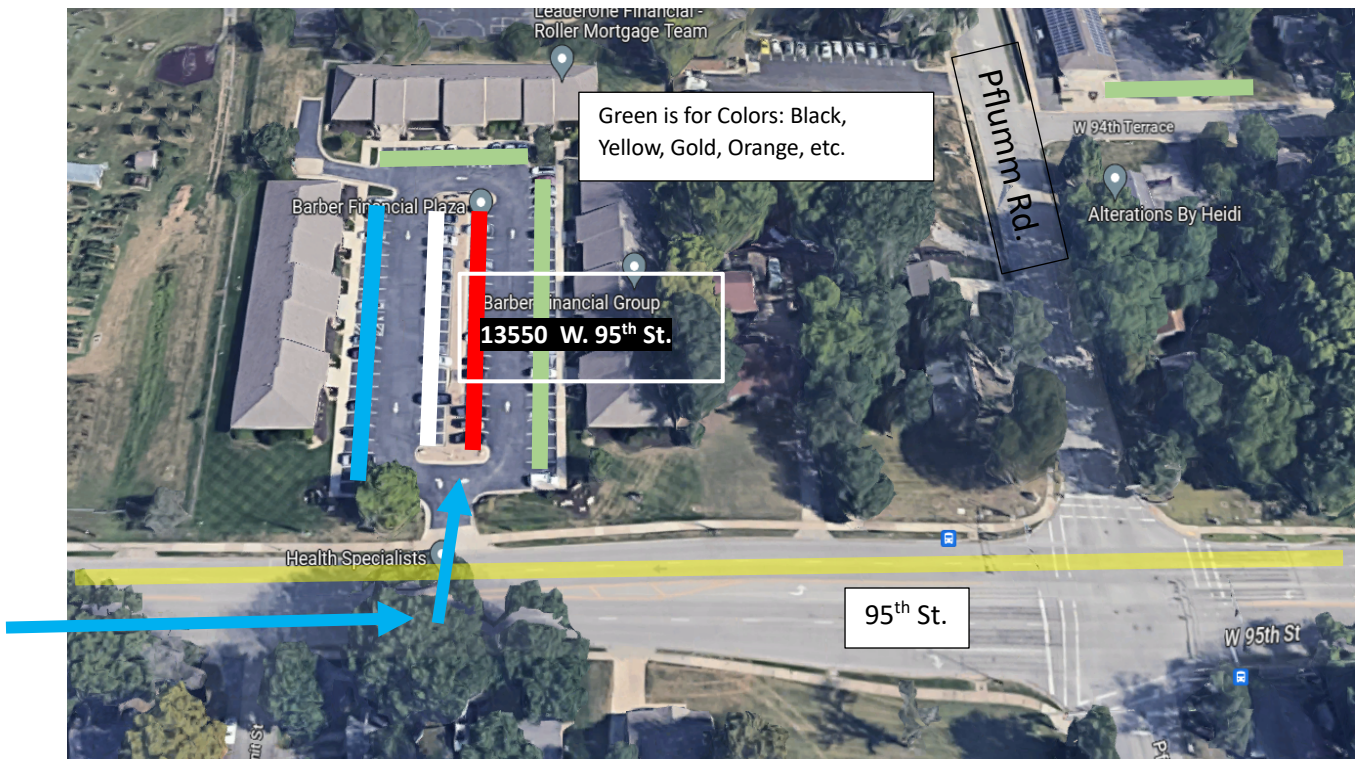 LeaderOne Financial -
Roller Mortgage Team
Green is for Colors: Black,
Yellow, Gold, Orange, etc.
Pflumm Rd.
W 94th Terrace
Barber Financial Plaza
Alterations By Heidi
Barber Financial Group
13550 W. 95th St.
Health Specialists
95th St.
W 95th St